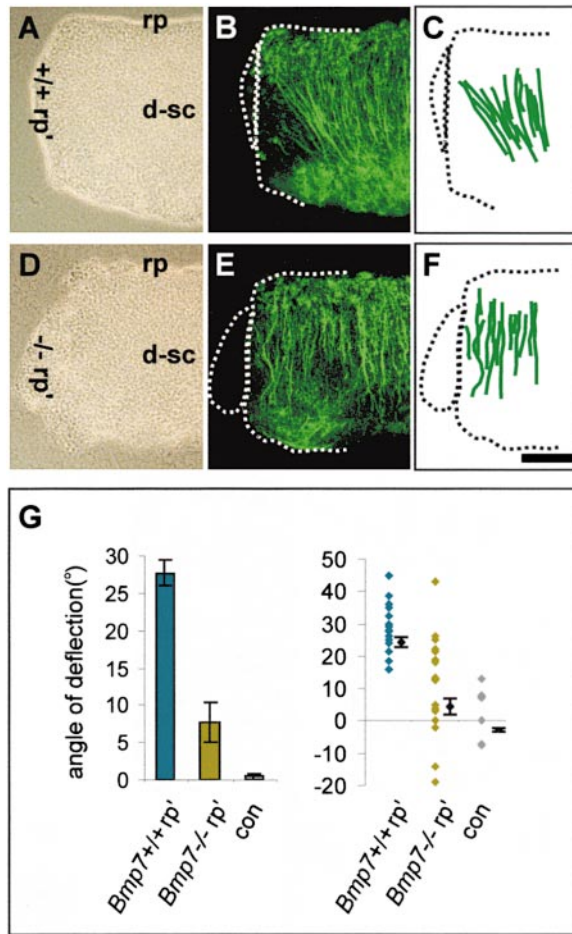 A
rp
rp' +/+
d-sc
B
C
D
rp
rp' -/-
d-sc
E
F
G
angle of deflection(°)
30
25
20
15
10
5
0
Bmp7+/+ rp'
Bmp7-/- rp'
con
50
40
30
20
10
0
-10
-20
Bmp7+/+ rp'
Bmp7-/- rp'
con